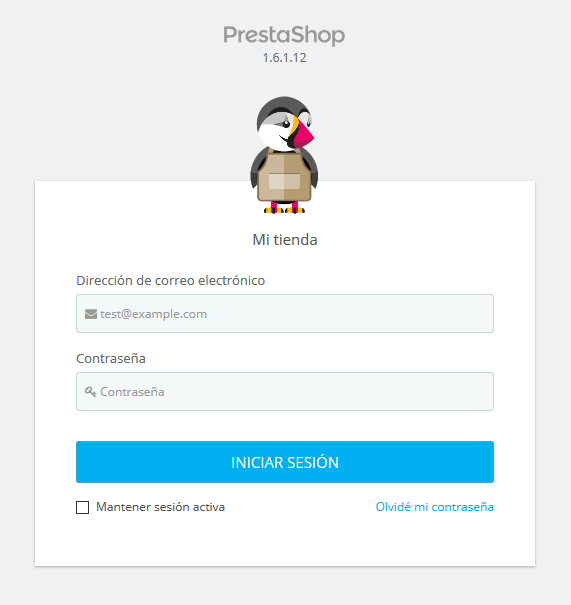 PrestaShop
1.6.1.12
Mi tienda
Dirección de correo electrónico
test@example.com
Contraseña
Contraseña
INICIAR SESIÓN
Mantener sesión activa
Olvidé mi contraseña